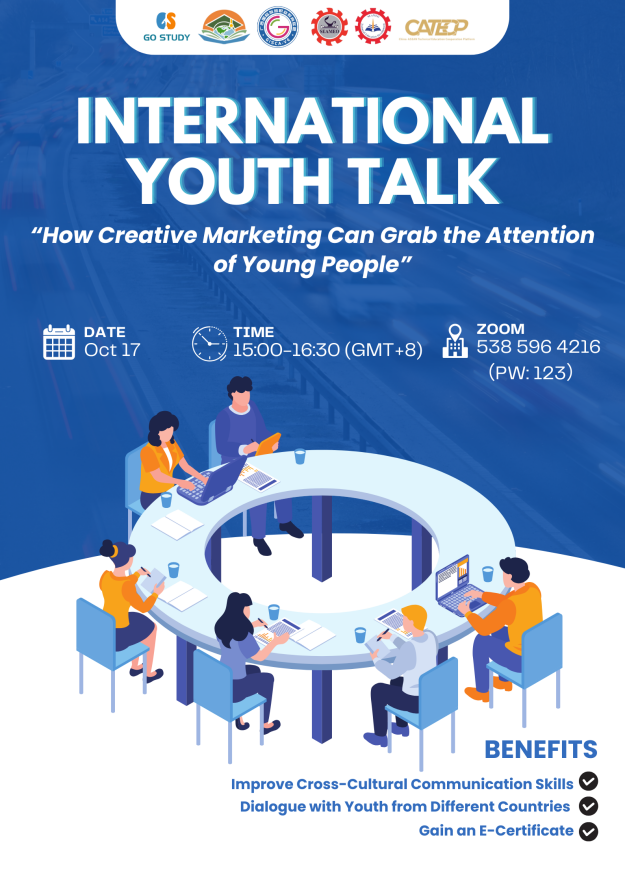 GO STUDY
SEAMEO
CATECP
INTERNATIONAL
YOUTH TALK
“How Creative Marketing Can Grab the Attention
of Young People”
DATE
Oct 17
TIME
15:00–16:30 (GMT+8)
ZOOM
538 596 4216
(PW: 123)
BENEFITS
Improve Cross-Cultural Communication Skills
Dialogue with Youth from Different Countries
Gain an E-Certificate